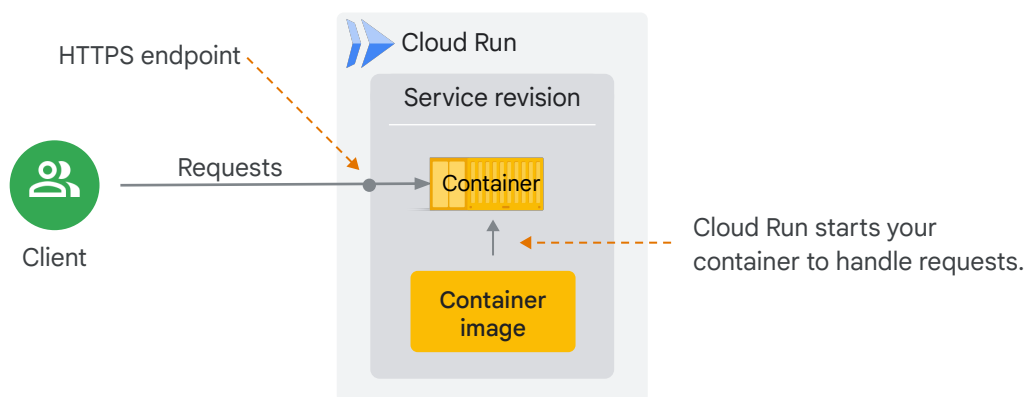 HTTPS endpoint
Cloud Run
Service revision
Requests
Container
Client
Cloud Run starts your
container to handle requests.
Container
image